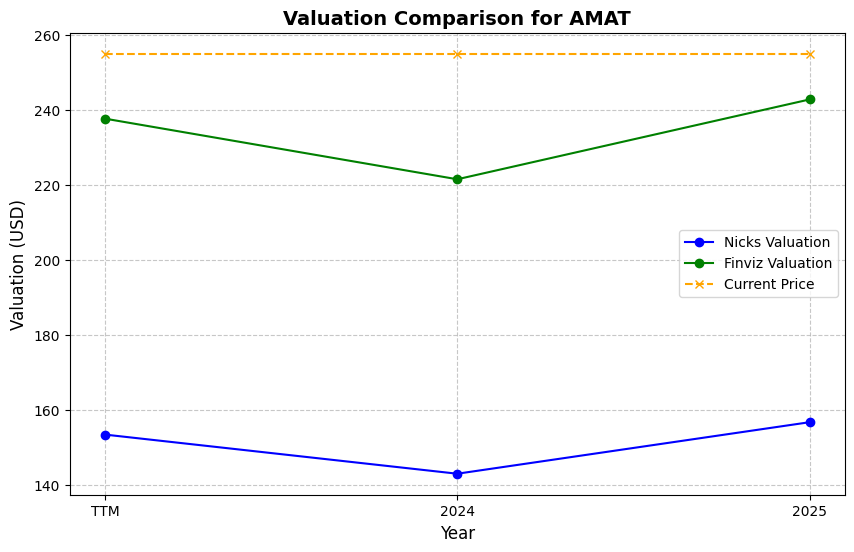 Valuation Comparison for AMAT
Valuation (USD)
260
240
220
200
180
160
140
Nicks Valuation
Finviz Valuation
Current Price
TTM
2024
2025
Year